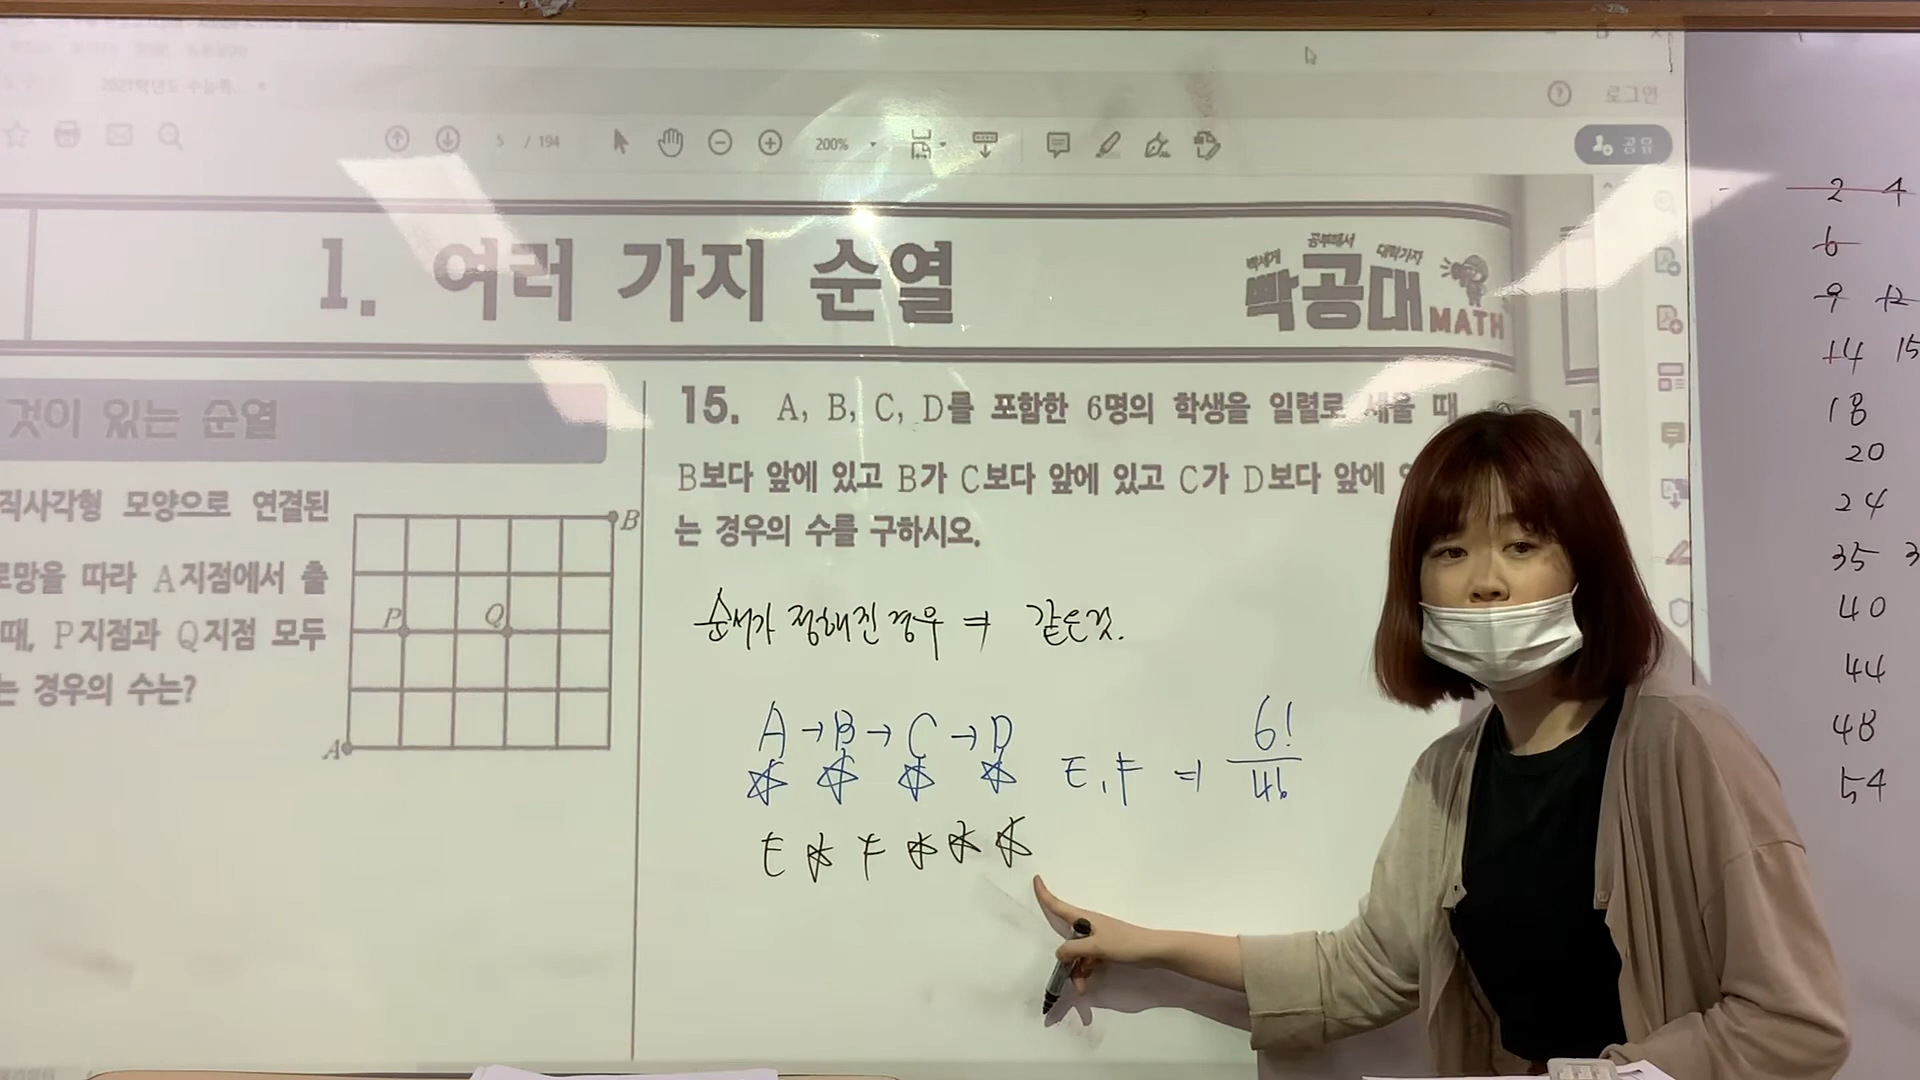 로그인
5 / 194
200%
공유
1. 여러 가지 순열
빡세게 공부해서 대학가자
빡공대 MATH
것이 있는 순열
직사각형 모양으로 연결된
로망을 따라 A지점에서 출
때, P지점과 Q지점 모두
는 경우의 수는?
B
P
Q
A
15. A, B, C, D를 포함한 6명의 학생을 일렬로 세울 때
B보다 앞에 있고 B가 C보다 앞에 있고 C가 D보다 앞에
는 경우의 수를 구하시오.
순서가 정해진 경우 ⇒ 같은것.
A → B → C → D
☆ ☆ ☆ ☆ E, F ⇒ 6!/4!
E ☆ F ☆ ☆ ☆
17
2 4
6
9 12
14 15
18
20
24
35 3
40
44
48
54